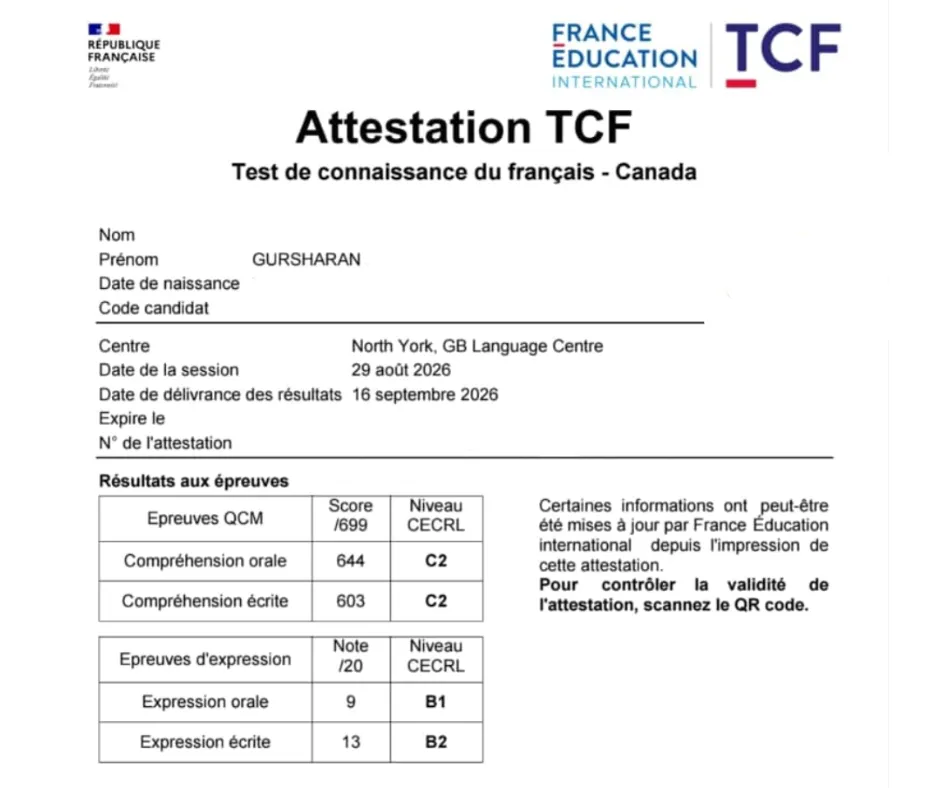 RÉPUBLIQUE
FRANÇAISE
Liberté
Égalité
Fraternité
FRANCE
ÉDUCATION
INTERNATIONAL
TCF
Attestation TCF
Test de connaissance du français - Canada
Nom
Prénom GURSHARAN
Date de naissance
Code candidat
Centre North York, GB Language Centre
Date de la session 29 août 2026
Date de délivrance des résultats 16 septembre 2026
Expire le
N° de l'attestation
Résultats aux épreuves
Epreuves QCM Score /699 Niveau CECRL
Compréhension orale 644 C2
Compréhension écrite 603 C2
Epreuves d'expression Note /20 Niveau CECRL
Expression orale 9 B1
Expression écrite 13 B2
Certaines informations ont peut-être
été mises à jour par France Éducation
international depuis l'impression de
cette attestation.
Pour contrôler la validité de
l'attestation, scannez le QR code.